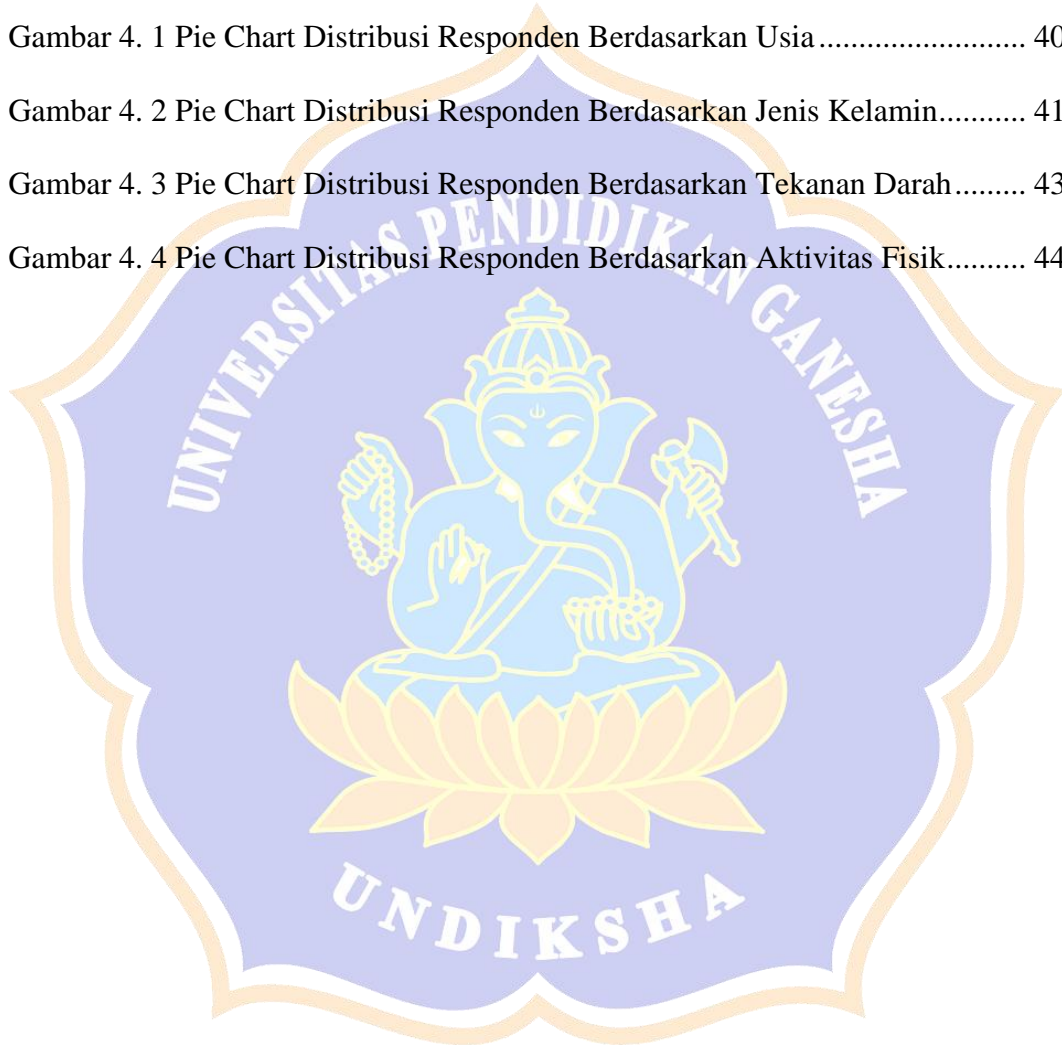 Gambar 4. 1 Pie Chart Distribusi Responden Berdasarkan Usia.......................... 40
Gambar 4. 2 Pie Chart Distribusi Responden Berdasarkan Jenis Kelamin........... 41
Gambar 4. 3 Pie Chart Distribusi Responden Berdasarkan Tekanan Darah......... 43
Gambar 4. 4 Pie Chart Distribusi Responden Berdasarkan Aktivitas Fisik.......... 44
UNIVERSITAS PENDIDIKAN GANESHA
UNDIKSHA